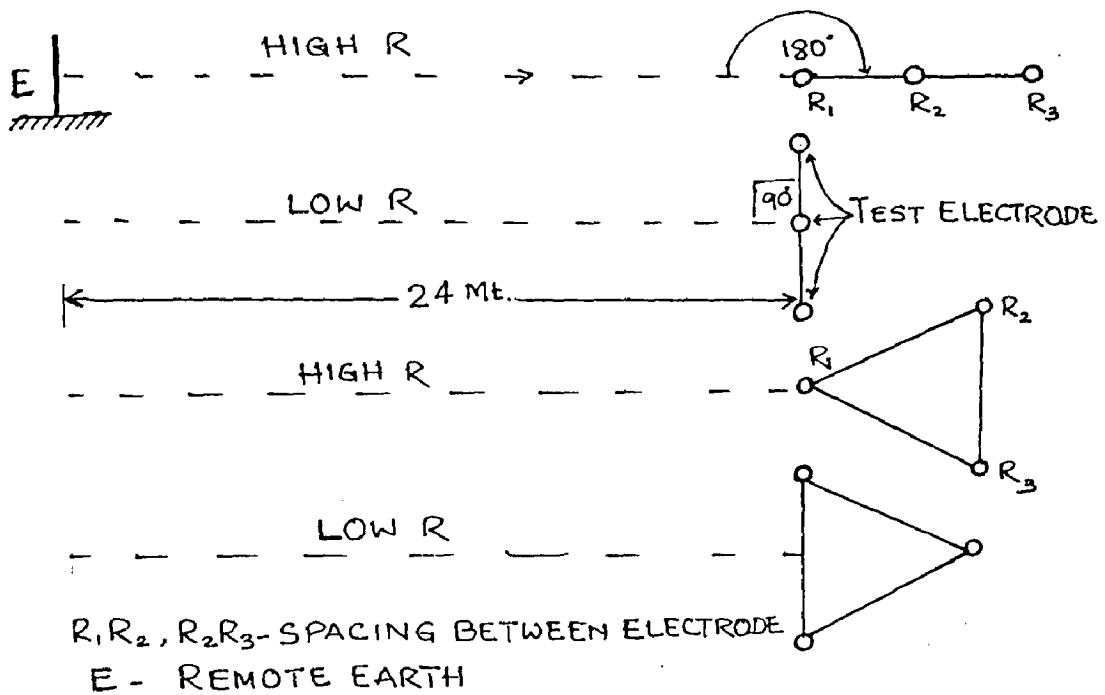 HIGH R
180°
E
R₁ R₂ R₃
LOW R
90°
TEST ELECTRODE
24 Mt.
R₂
HIGH R
R₁
R₃
LOW R
R₁R₂, R₂R₃- SPACING BETWEEN ELECTRODE
E - REMOTE EARTH